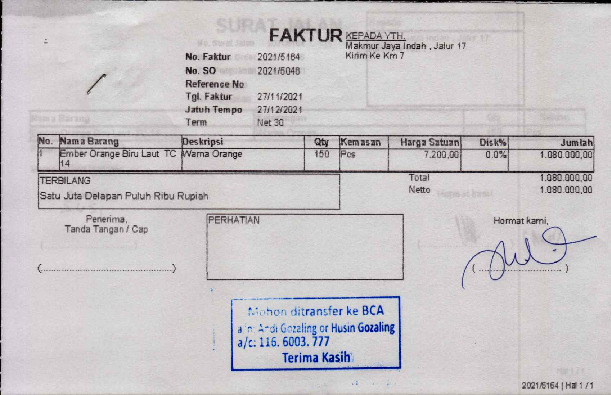 FAKTUR
KEPADA YTH.
Makmur Jaya Indah , Jalur 17
Kirim Ke Km 7
No. Faktur 2021/5164
No. SO 2021/5048
Reference No
Tgl. Faktur 27/11/2021
Jatuh Tempo 27/12/2021
Term Net 30
No. Nama Barang Deskripsi Qty Kemasan Harga Satuan Disk% Jumlah
1 Ember Orange Biru Laut TC Warna Orange 150 Pcs 7.200,00 0.0% 1.080.000,00
14
TERBILANG
Satu Juta Delapan Puluh Ribu Rupiah
Total 1.080.000,00
Netto 1.080.000,00
Penerima,
Tanda Tangan / Cap
PERHATIAN
Hormat kami,
Mohon ditransfer ke BCA
a/n: Andi Gozaling or Husin Gozaling
a/c: 116. 6003. 777
Terima Kasih
2021/5164 | Hal 1 / 1